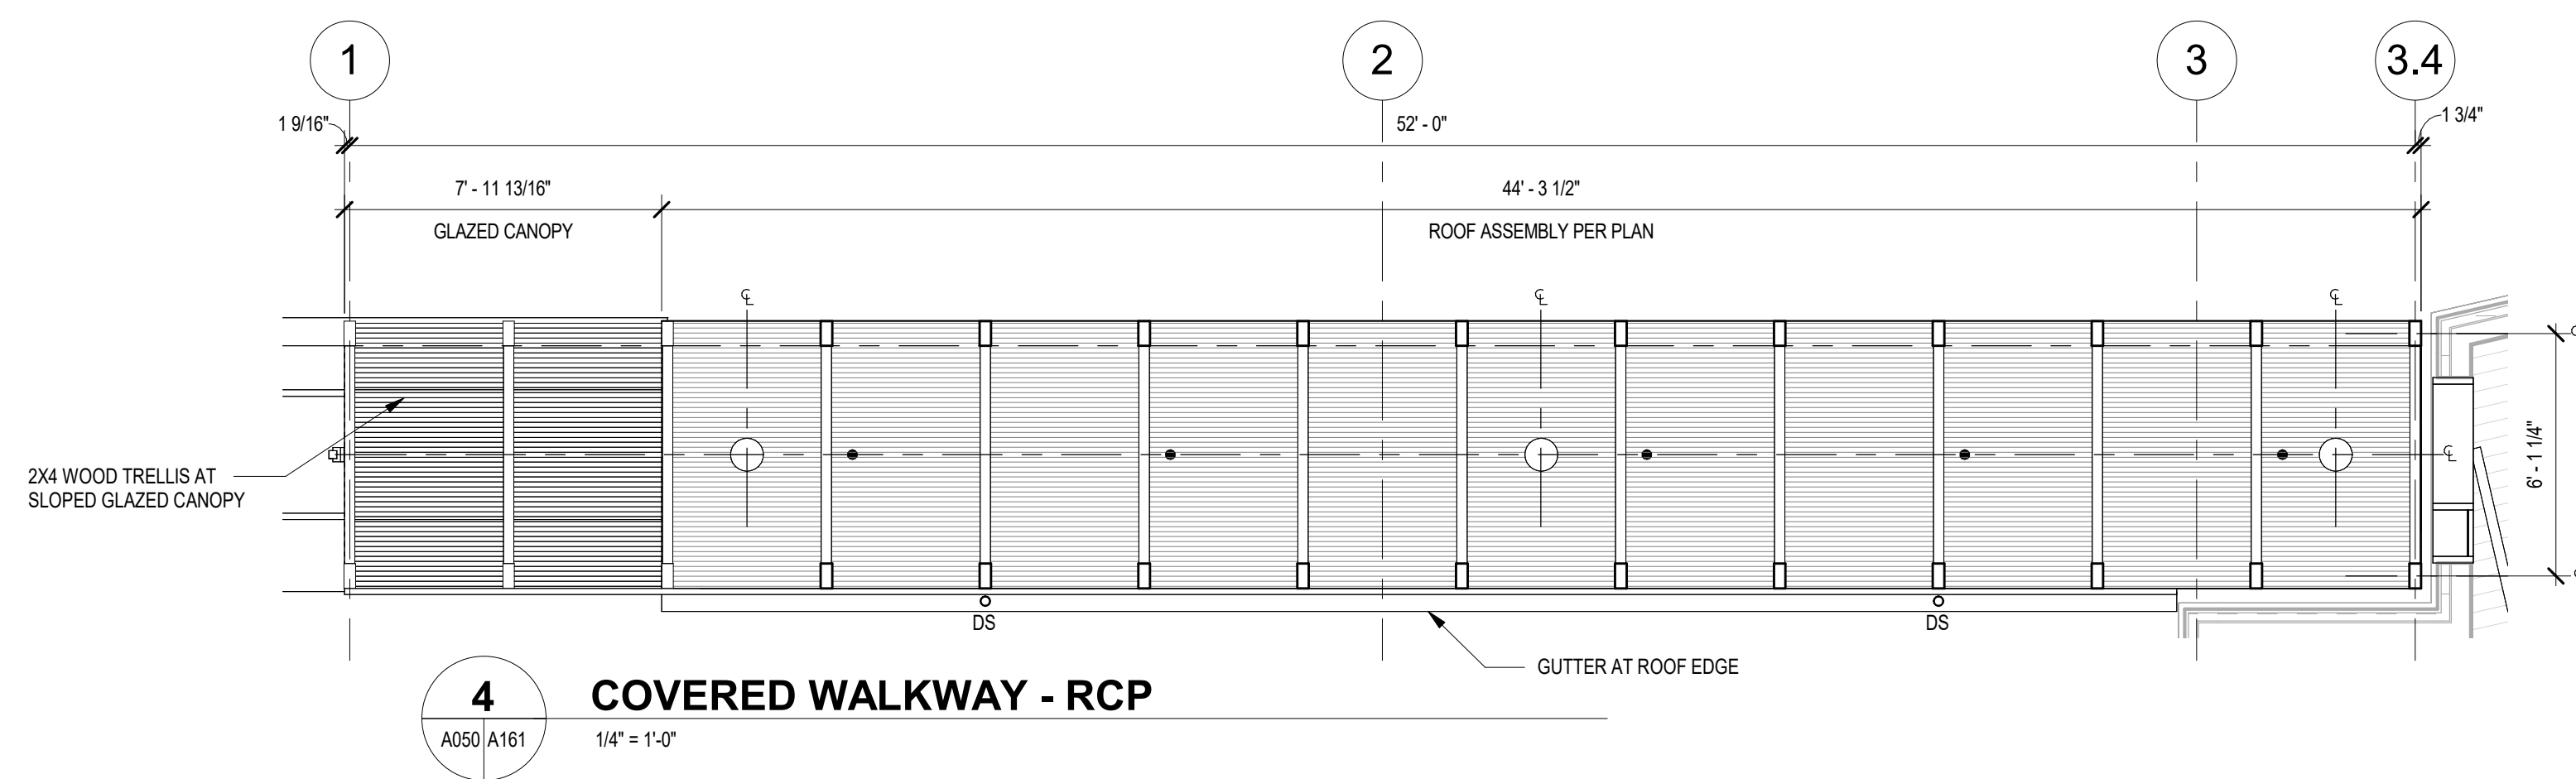 1
2
3
3.4
1 9/16"
52' - 0"
1 3/4"
7' - 11 13/16"
44' - 3 1/2"
GLAZED CANOPY
ROOF ASSEMBLY PER PLAN
℄
℄
℄
℄
6' - 1 1/4"
2X4 WOOD TRELLIS AT
SLOPED GLAZED CANOPY
DS
DS
GUTTER AT ROOF EDGE
4
COVERED WALKWAY - RCP
A050
A161
1/4" = 1'-0"